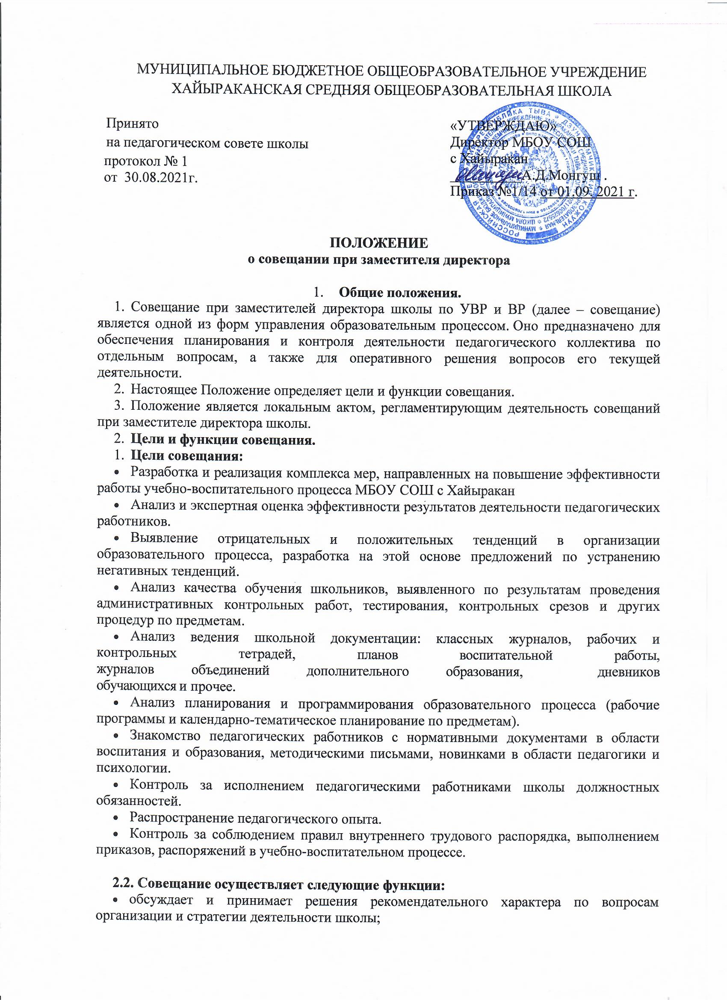 МУНИЦИПАЛЬНОЕ БЮДЖЕТНОЕ ОБЩЕОБРАЗОВАТЕЛЬНОЕ УЧРЕЖДЕНИЕ
ХАЙЫРАКАНСКАЯ СРЕДНЯЯ ОБЩЕОБРАЗОВАТЕЛЬНАЯ ШКОЛА
Принято
на педагогическом совете школы
протокол № 1
от 30.08.2021г.
«УТВЕРЖДАЮ»
Директор МБОУ СОШ
с Хайыракан
А.Д.Монгуш .
Приказ №1/14 от 01.09. 2021 г.
ПОЛОЖЕНИЕ
о совещании при заместителя директора
1. Общие положения.
1. Совещание при заместителей директора школы по УВР и ВР (далее – совещание)
является одной из форм управления образовательным процессом. Оно предназначено для
обеспечения планирования и контроля деятельности педагогического коллектива по
отдельным вопросам, а также для оперативного решения вопросов его текущей
деятельности.
2. Настоящее Положение определяет цели и функции совещания.
3. Положение является локальным актом, регламентирующим деятельность совещаний
при заместителе директора школы.
2. Цели и функции совещания.
1. Цели совещания:
• Разработка и реализация комплекса мер, направленных на повышение эффективности
работы учебно-воспитательного процесса МБОУ СОШ с Хайыракан
• Анализ и экспертная оценка эффективности результатов деятельности педагогических
работников.
• Выявление отрицательных и положительных тенденций в организации
образовательного процесса, разработка на этой основе предложений по устранению
негативных тенденций.
• Анализ качества обучения школьников, выявленного по результатам проведения
административных контрольных работ, тестирования, контрольных срезов и других
процедур по предметам.
• Анализ ведения школьной документации: классных журналов, рабочих и
контрольных тетрадей, планов воспитательной работы,
журналов объединений дополнительного образования, дневников
обучающихся и прочее.
• Анализ планирования и программирования образовательного процесса (рабочие
программы и календарно-тематическое планирование по предметам).
• Знакомство педагогических работников с нормативными документами в области
воспитания и образования, методическими письмами, новинками в области педагогики и
психологии.
• Контроль за исполнением педагогическими работниками школы должностных
обязанностей.
• Распространение педагогического опыта.
• Контроль за соблюдением правил внутреннего трудового распорядка, выполнением
приказов, распоряжений в учебно-воспитательном процессе.
2.2. Совещание осуществляет следующие функции:
• обсуждает и принимает решения рекомендательного характера по вопросам
организации и стратегии деятельности школы;